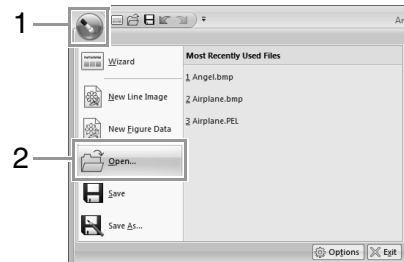 1
Ar
Wizard
Most Recently Used Files
1 Angel.bmp
New Line Image
2 Airplane.bmp
3 Airplane.PEL
New Figure Data
2
Open...
Save
Save As...
Options
Exit